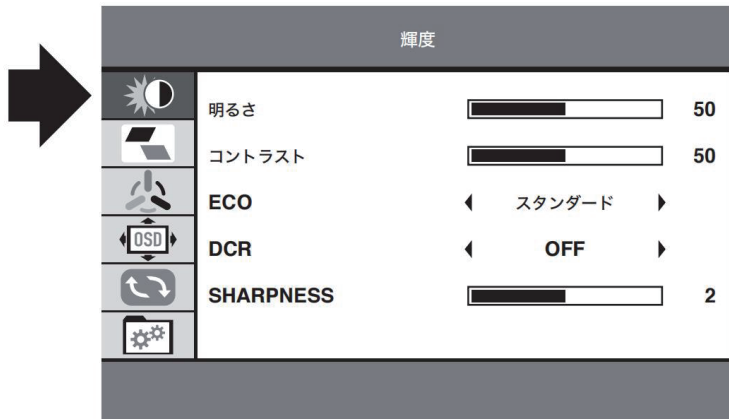 輝度
明るさ 50
コントラスト 50
ECO スタンダード
DCR OFF
OSD
SHARPNESS 2